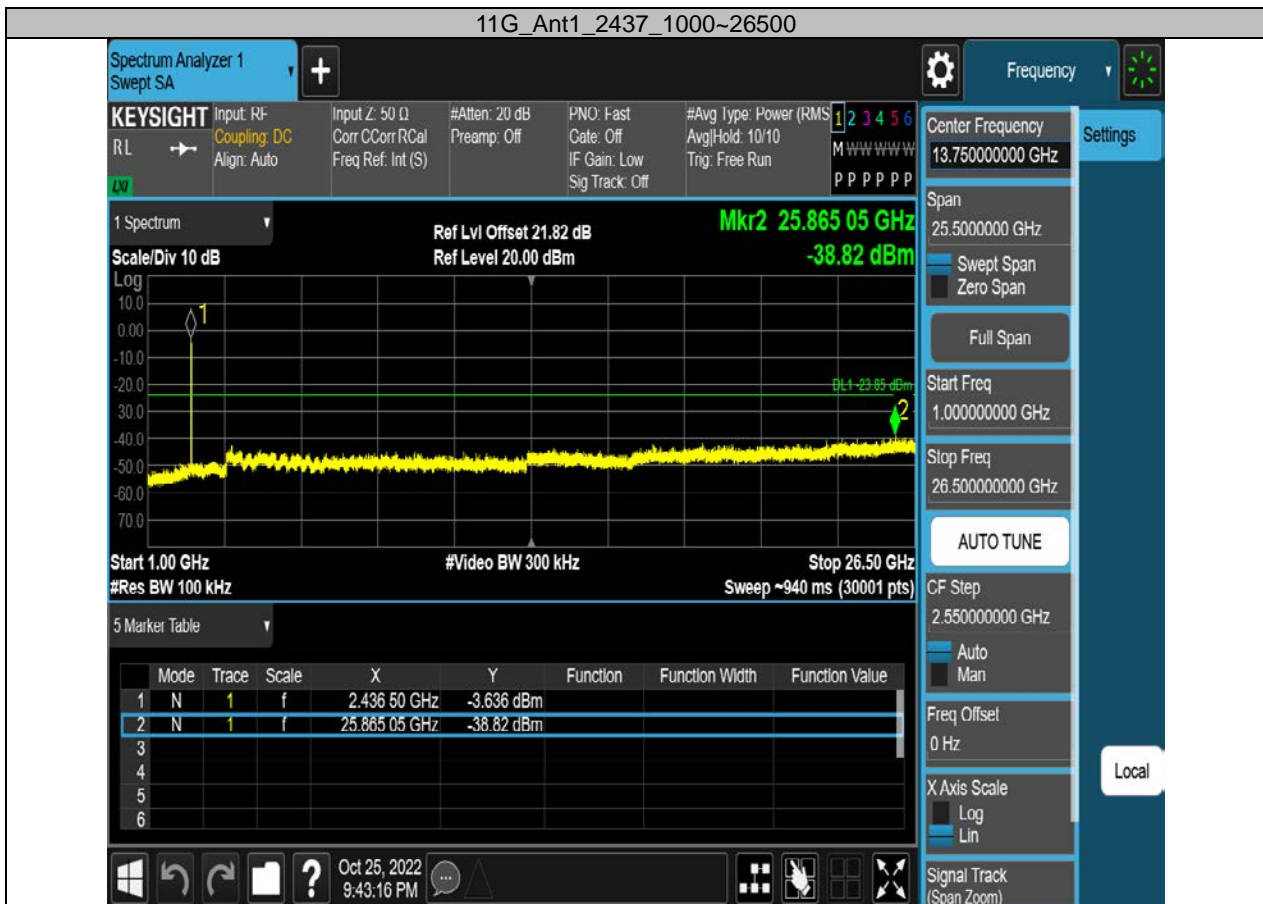 11G_Ant1_2437_1000~26500
Spectrum Analyzer 1
Swept SA
+
Frequency
KEYSIGHT
RL
LXI
Input: RF
Coupling: DC
Align: Auto
Input Z: 50 Ω
Corr CCorr RCal
Freq Ref: Int (S)
#Atten: 20 dB
Preamp: Off
PNO: Fast
Gate: Off
IF Gain: Low
Sig Track: Off
#Avg Type: Power (RMS
Avg|Hold: 10/10
Trig: Free Run
1 2 3 4 5 6
M W W W W W
P P P P P P
1 Spectrum
Scale/Div 10 dB
Ref Lvl Offset 21.82 dB
Ref Level 20.00 dBm
Mkr2 25.865 05 GHz
-38.82 dBm
Log
10.0
0.00
-10.0
-20.0
30.0
-40.0
-50.0
-60.0
70.0
1
DL1 -23.85 dBm
2
Start 1.00 GHz
#Video BW 300 kHz
Stop 26.50 GHz
#Res BW 100 kHz
Sweep ~940 ms (30001 pts)
5 Marker Table
Mode Trace Scale X Y Function Function Width Function Value
1 N 1 f 2.436 50 GHz -3.636 dBm
2 N 1 f 25.865 05 GHz -38.82 dBm
3
4
5
6
?
Oct 25, 2022
9:43:16 PM
Center Frequency
13.750000000 GHz
Settings
Span
25.5000000 GHz
Swept Span
Zero Span
Full Span
Start Freq
1.000000000 GHz
Stop Freq
26.500000000 GHz
AUTO TUNE
CF Step
2.550000000 GHz
Auto
Man
Freq Offset
0 Hz
Local
X Axis Scale
Log
Lin
Signal Track
(Span Zoom)